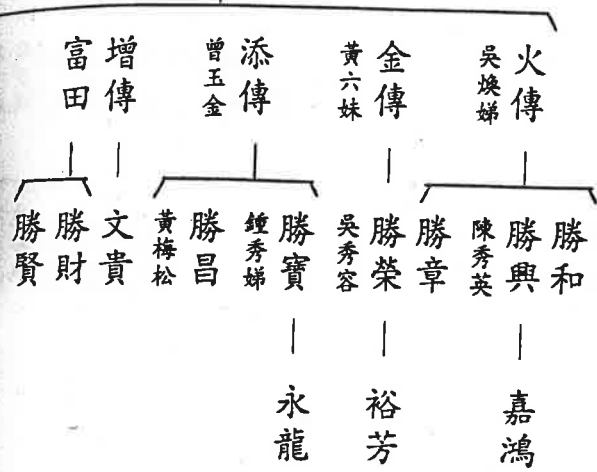 火傳
吳煥娣
金傳
黃六妹
添傳
曾玉金
增傳
富田
勝和
勝興
陳秀英
勝章
勝榮
吳秀容
勝寶
鍾秀娣
勝昌
黃梅松
文貴
勝財
勝賢
嘉鴻
裕芳
永龍